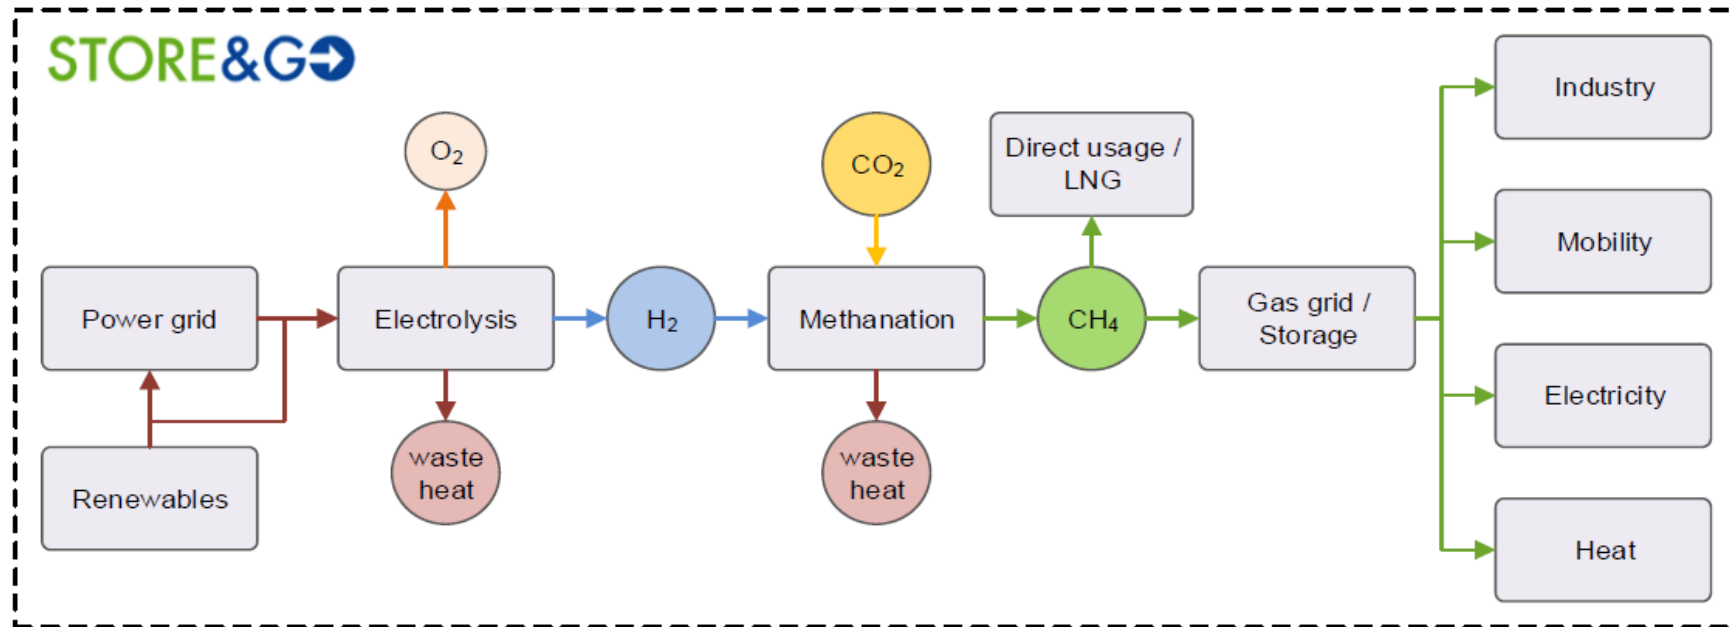 STORE&GO
Industry
O₂
CO₂
Direct usage /
LNG
Mobility
Power grid
Electrolysis
H₂
Methanation
CH₄
Gas grid /
Storage
Electricity
Renewables
waste
heat
waste
heat
Heat